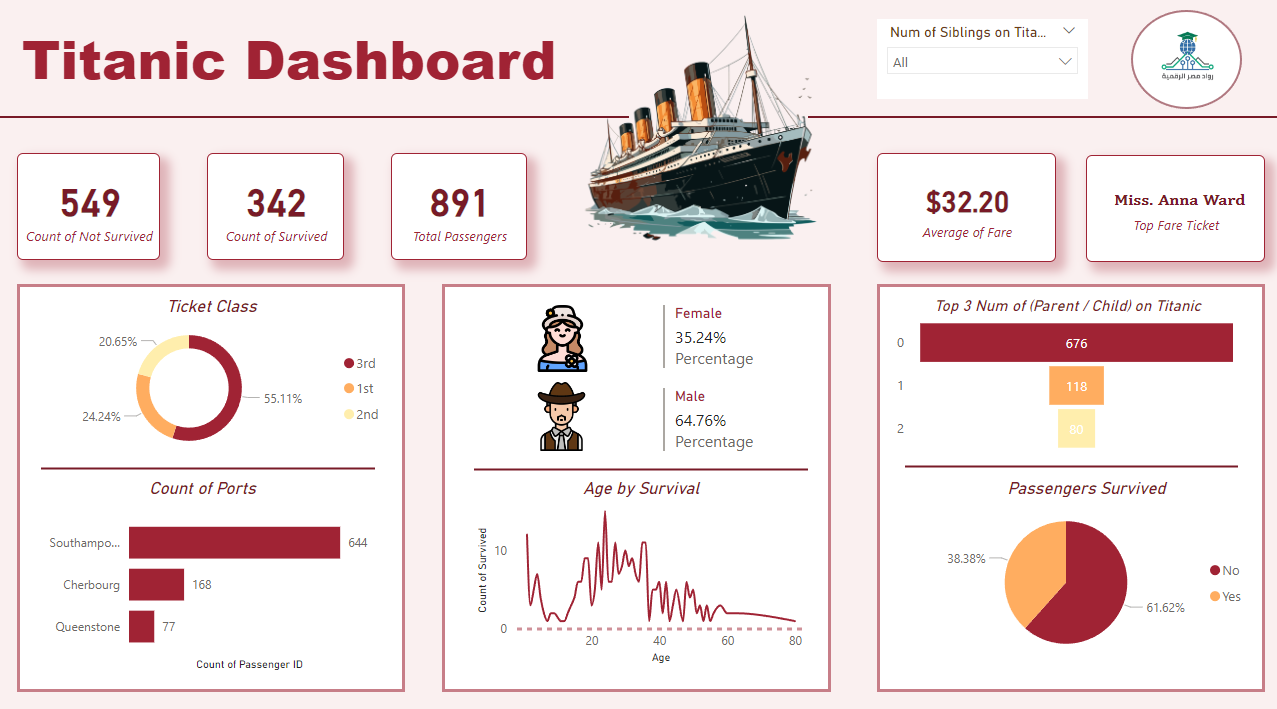 Titanic Dashboard
Num of Siblings on Tita...
All
رواد مصر الرقمية
549
Count of Not Survived
342
Count of Survived
891
Total Passengers
$32.20
Average of Fare
Miss. Anna Ward
Top Fare Ticket
Ticket Class
20.65%
24.24%
55.11%
3rd
1st
2nd
Count of Ports
Southampo...
644
Cherbourg
168
Queenstone
77
Count of Passenger ID
Female
35.24%
Percentage
Male
64.76%
Percentage
Age by Survival
Count of Survived
10
0
20
40
60
80
Age
Top 3 Num of (Parent / Child) on Titanic
0
676
1
118
2
80
Passengers Survived
38.38%
61.62%
No
Yes